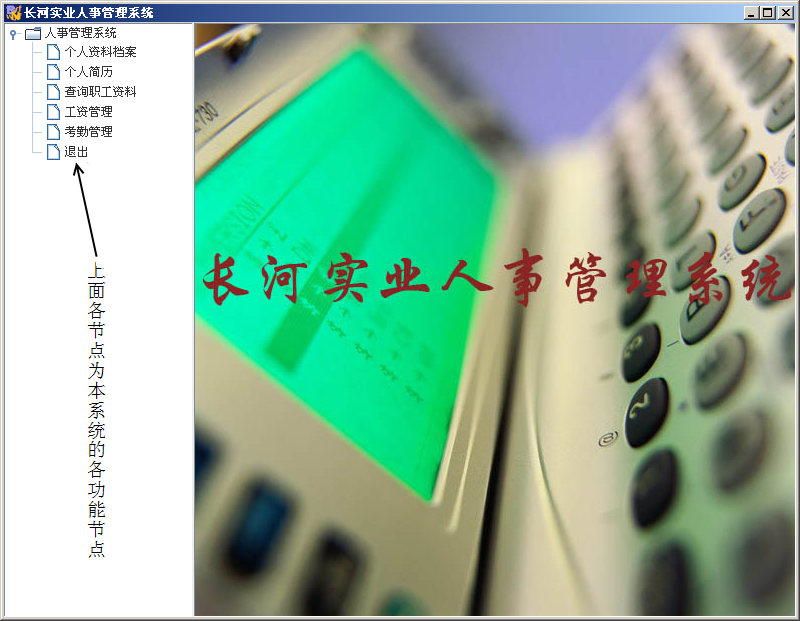 长河实业人事管理系统
人事管理系统
个人资料档案
个人简历
查询职工资料
工资管理
考勤管理
退出
上面各节点为本系统的各功能节点
长河实业人事管理系统